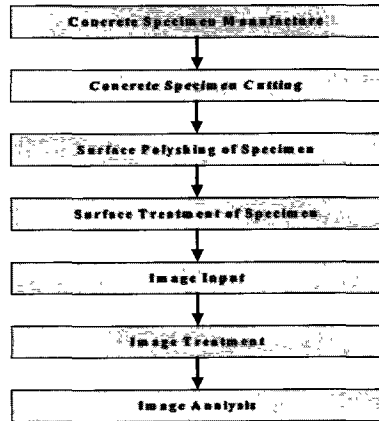 Concrete Specimen Manufacture
Concrete Specimen Cutting
Surface Polyshing of Specimen
Surface Treatment of Specimen
Image Input
Image Treatment
Image Analysis